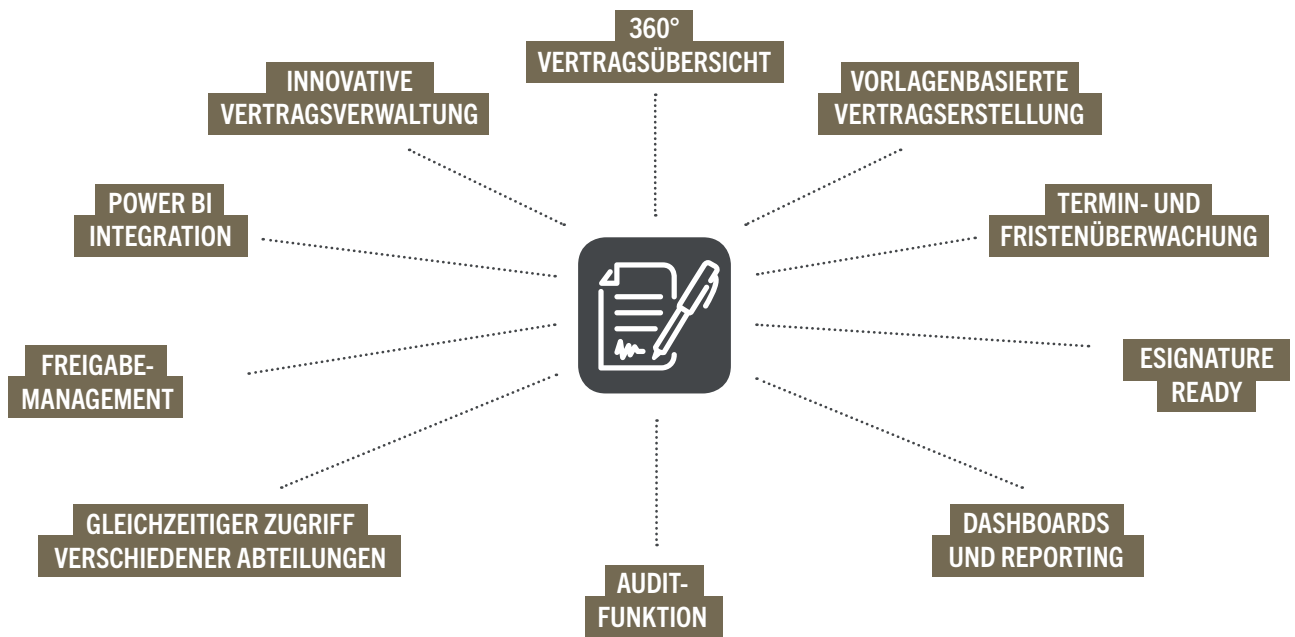 360°
VERTRAGSÜBERSICHT
INNOVATIVE
VERTRAGSVERWALTUNG
VORLAGENBASIERTE
VERTRAGSERSTELLUNG
POWER BI
INTEGRATION
TERMIN- UND
FRISTENÜBERWACHUNG
FREIGABE-
MANAGEMENT
ESIGNATURE
READY
GLEICHZEITIGER ZUGRIFF
VERSCHIEDENER ABTEILUNGEN
DASHBOARDS
UND REPORTING
AUDIT-
FUNKTION